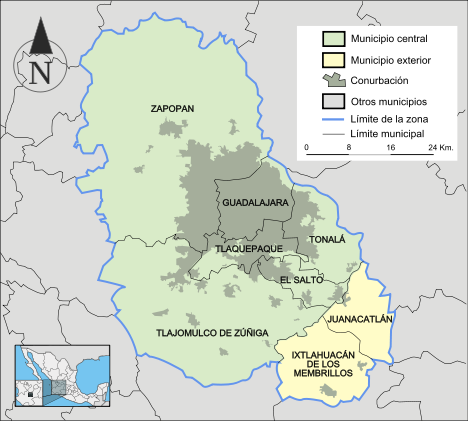 N
Municipio central
Municipio exterior
Conurbación
Otros municipios
Límite de la zona
Límite municipal
0 8 16 24 Km.
ZAPOPAN
GUADALAJARA
TONALÁ
TLAQUEPAQUE
EL SALTO
JUANACATLÁN
TLAJOMULCO DE ZÚÑIGA
IXTLAHUACÁN
DE LOS
MEMBRILLOS